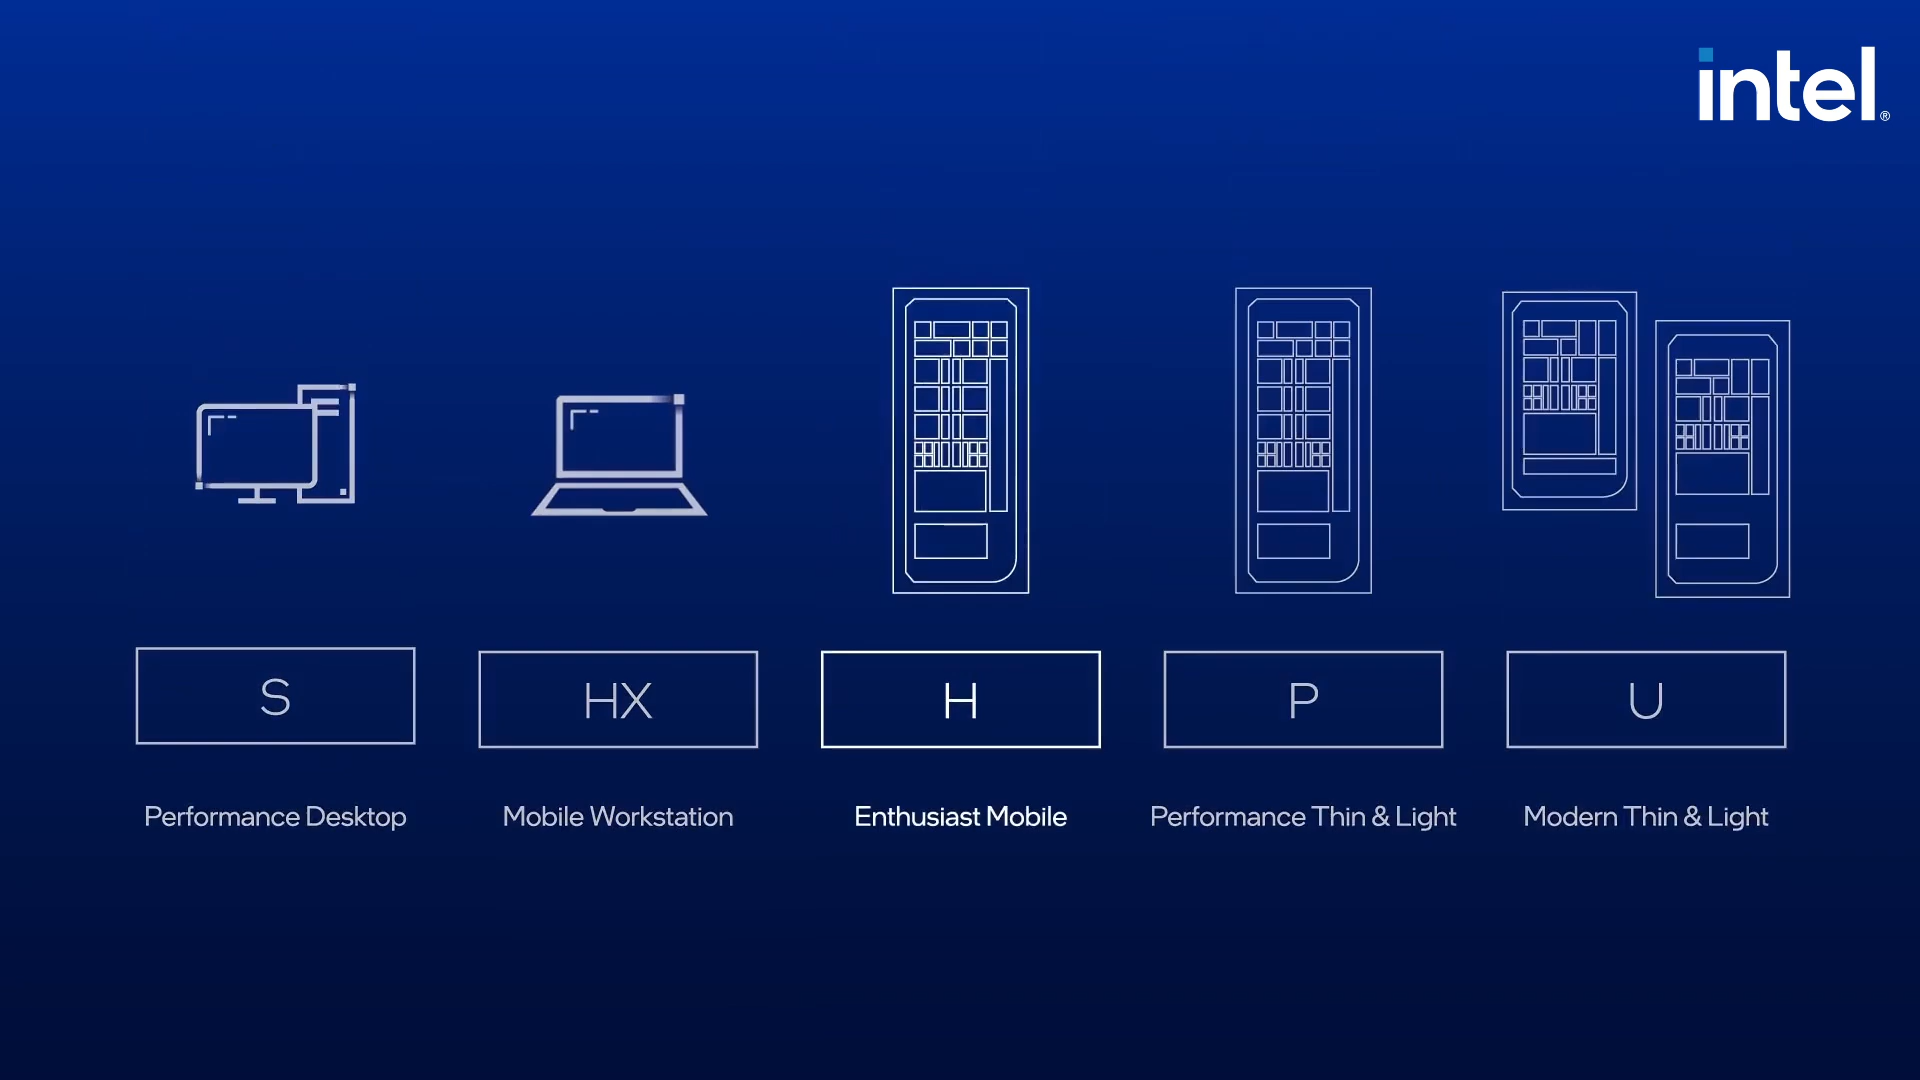 intel®
S
HX
H
P
U
Performance Desktop
Mobile Workstation
Enthusiast Mobile
Performance Thin & Light
Modern Thin & Light